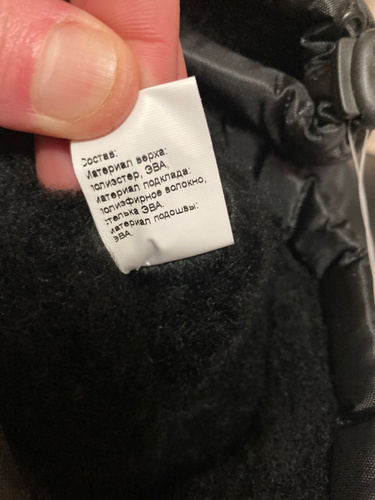 Состав:
Материал верха:
полиэстер, ЭВА,
материал подклада:
полиэфирное волокно,
стелька ЭВА.
материал подошвы:
ЭВА.